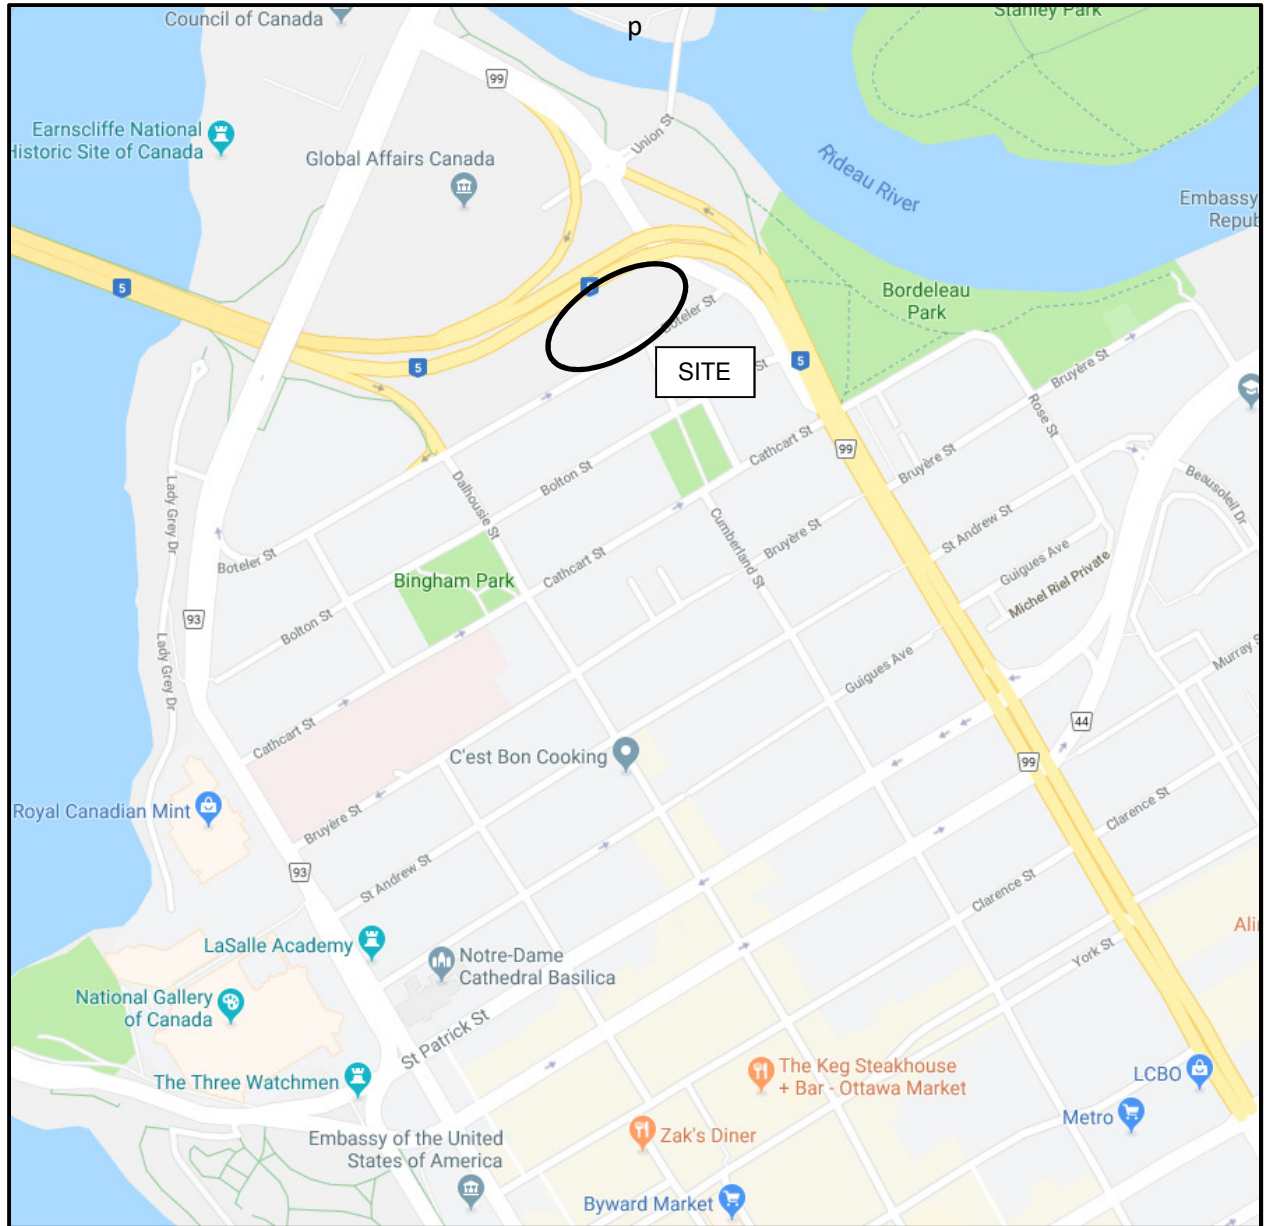 Council of Canada
p
Stanley Park
99
Union St
Earnscliffe National
Historic Site of Canada
Global Affairs Canada
Rideau River
Embassy
Repub
5
5
Boteler St
Bordeleau
Park
5
5
St
SITE
Bruyère St
Rose St
Cathcart St
99
Bolton St
Bruyère St
Dalhousie St
Lady Grey Dr
Beausoleil Dr
Cumberland St
Bruyère St
St Andrew St
Boteler St
Cathcart St
Guigues Ave
Bingham Park
Michel Riel Private
93
Bolton St
Lady Grey Dr
Murray S
Guigues Ave
Cathcart St
44
C'est Bon Cooking
99
Royal Canadian Mint
Bruyère St
Clarence St
93
St Andrew St
Clarence St
Ali
LaSalle Academy
Notre-Dame
Cathedral Basilica
York St
National Gallery
of Canada
St Patrick St
The Three Watchmen
The Keg Steakhouse
+ Bar - Ottawa Market
LCBO
Metro
Embassy of the United
States of America
Zak's Diner
Byward Market